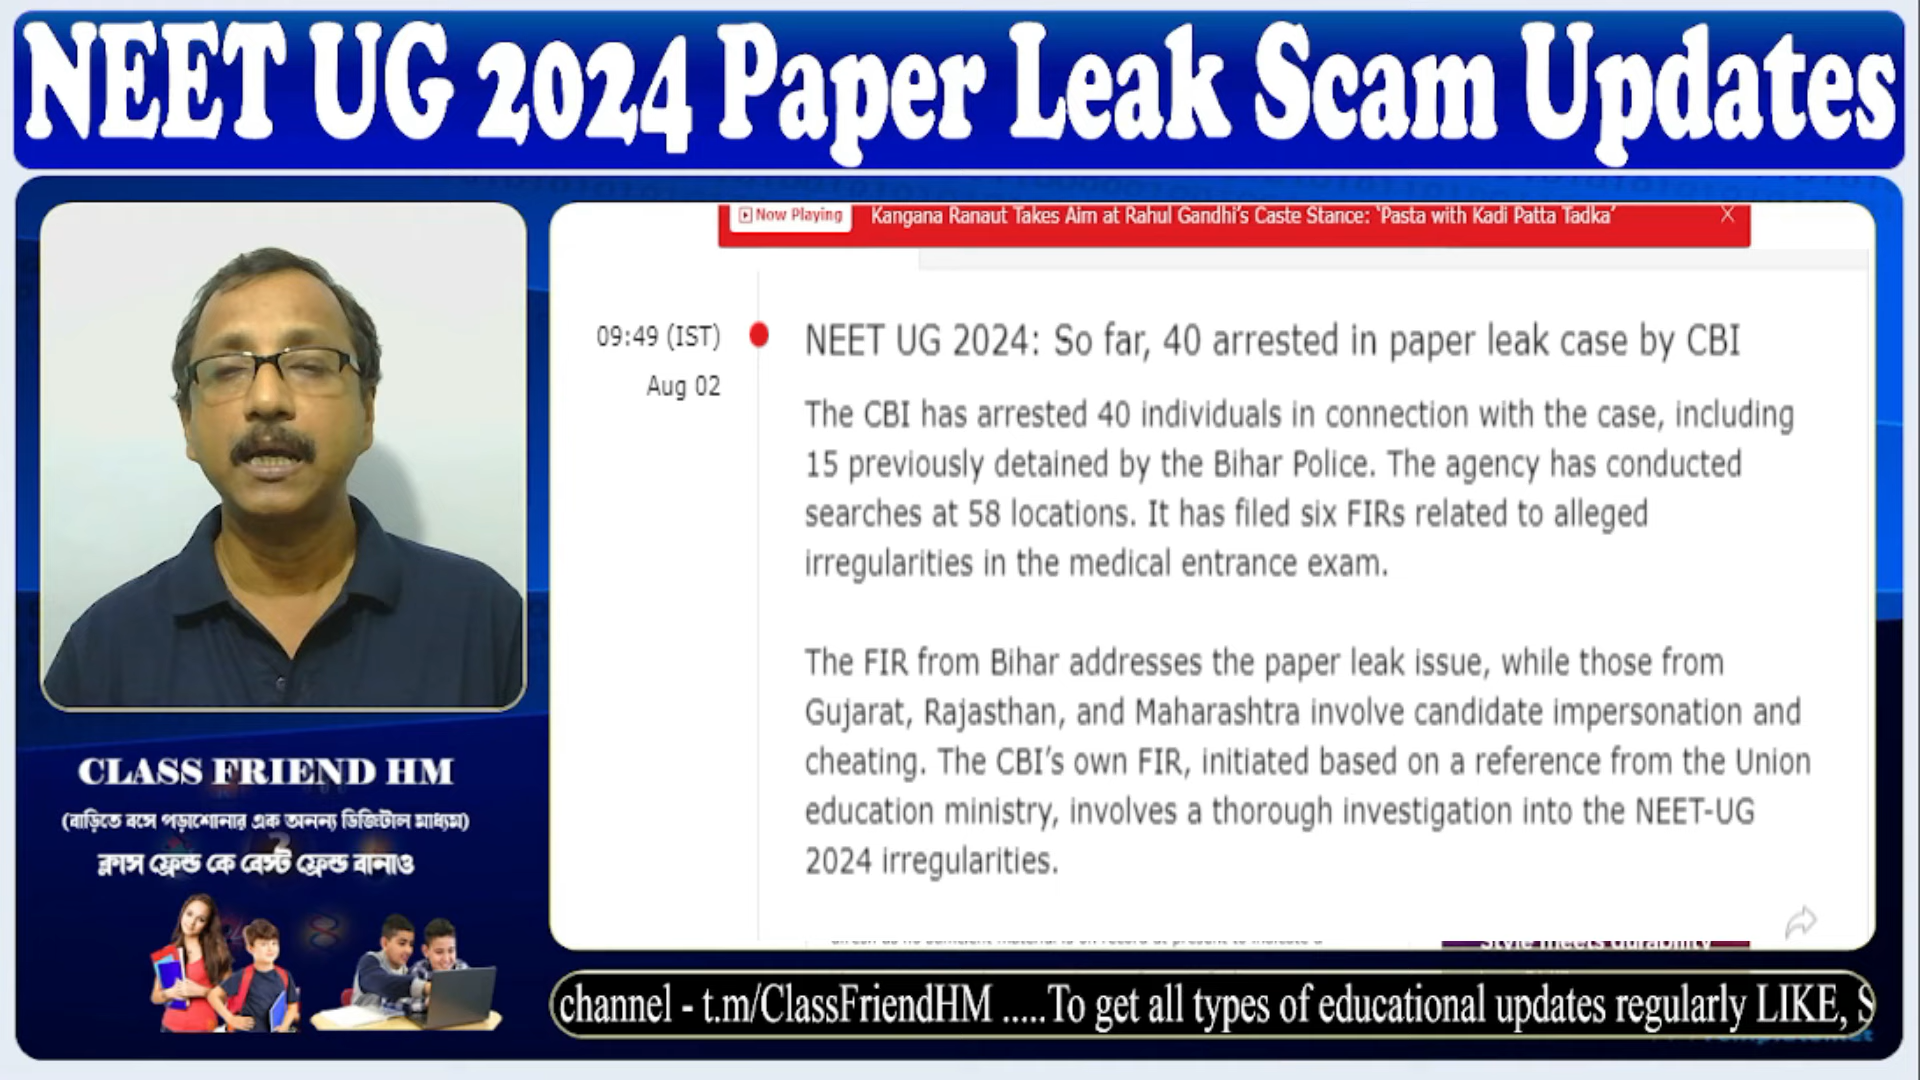 NEET UG 2024 Paper Leak Scam Updates
Now Playing
Kangana Ranaut Takes Aim at Rahul Gandhi's Caste Stance: 'Pasta with Kadi Patta Tadka'
X
09:49 (IST)
Aug 02
NEET UG 2024: So far, 40 arrested in paper leak case by CBI
The CBI has arrested 40 individuals in connection with the case, including
15 previously detained by the Bihar Police. The agency has conducted
searches at 58 locations. It has filed six FIRs related to alleged
irregularities in the medical entrance exam.
The FIR from Bihar addresses the paper leak issue, while those from
Gujarat, Rajasthan, and Maharashtra involve candidate impersonation and
cheating. The CBI's own FIR, initiated based on a reference from the Union
education ministry, involves a thorough investigation into the NEET-UG
2024 irregularities.
CLASS FRIEND HM
(বাড়িতে বসে পড়াশোনার এক অনন্য ডিজিটাল মাধ্যম)
ক্লাস ফ্রেন্ড কে বেস্ট ফ্রেন্ড বানাও
channel - t.m/ClassFriendHM .....To get all types of educational updates regularly LIKE, S